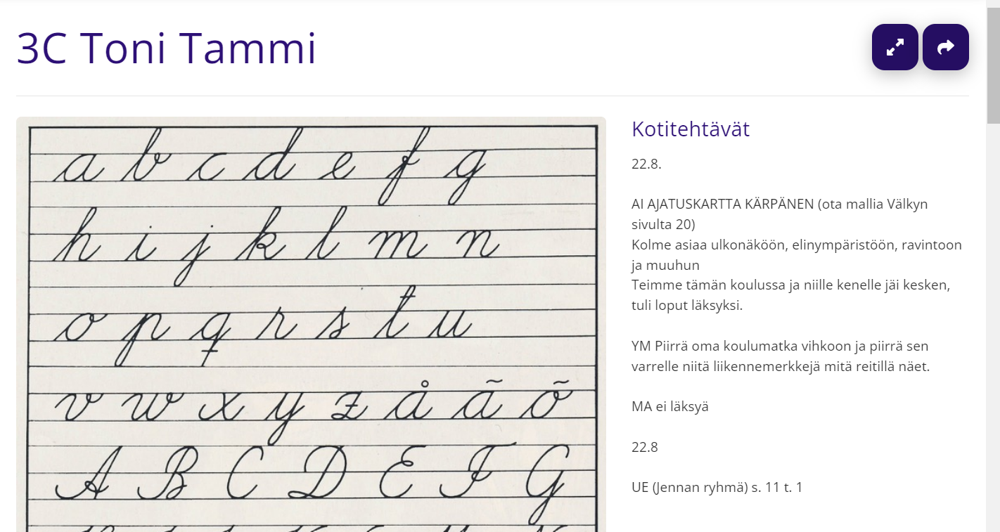 3C Toni Tammi
a b c d e f g
h i j k l m n
o p q r s t u
v w x y z å ä ö
A B C D E F G
Kotitehtävät
22.8.
AI AJATUSKARTTA KÄRPÄNEN (ota mallia Välkyn
sivulta 20)
Kolme asiaa ulkonäköön, elinympäristöön, ravintoon
ja muuhun
Teimme tämän koulussa ja niille kenelle jäi kesken,
tuli loput läksyksi.
YM Piirrä oma koulumatka vihkoon ja piirrä sen
varrelle niitä liikennemerkkejä mitä reitillä näet.
MA ei läksyä
22.8
UE (Jennan ryhmä) s. 11 t. 1